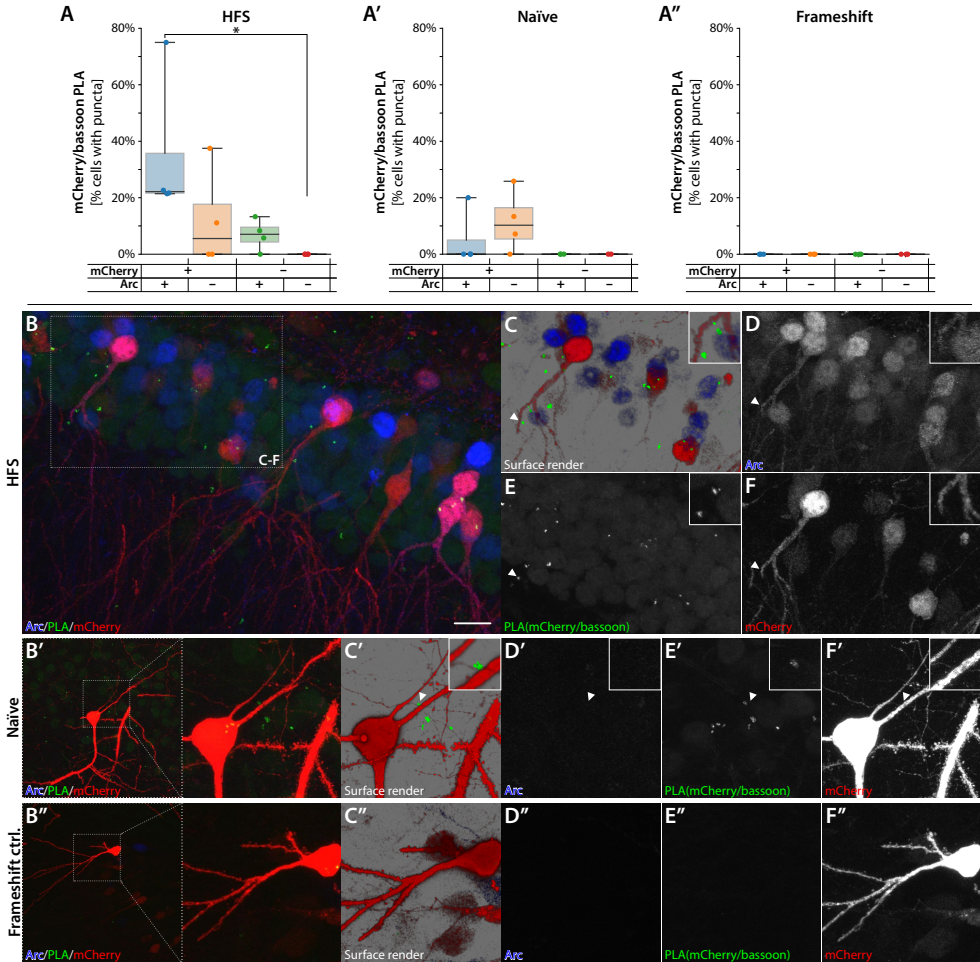 A
HFS
80%
*
60%
40%
20%
0%
mCherry/bassoon PLA
[% cells with puncta]
mCherry + −
Arc + − + −
A'
Naïve
80%
60%
40%
20%
0%
mCherry/bassoon PLA
[% cells with puncta]
mCherry + −
Arc + − + −
A''
Frameshift
80%
60%
40%
20%
0%
mCherry/bassoon PLA
[% cells with puncta]
mCherry + −
Arc + − + −
HFS
B
C-F
Arc/PLA/mCherry
C
Surface render
D
Arc
E
PLA(mCherry/bassoon)
F
mCherry
Naïve
B'
Arc/PLA/mCherry
C'
Surface render
D'
Arc
E'
PLA(mCherry/bassoon)
F'
mCherry
Frameshift ctrl.
B''
Arc/PLA/mCherry
C''
Surface render
D''
Arc
E''
PLA(mCherry/bassoon)
F''
mCherry